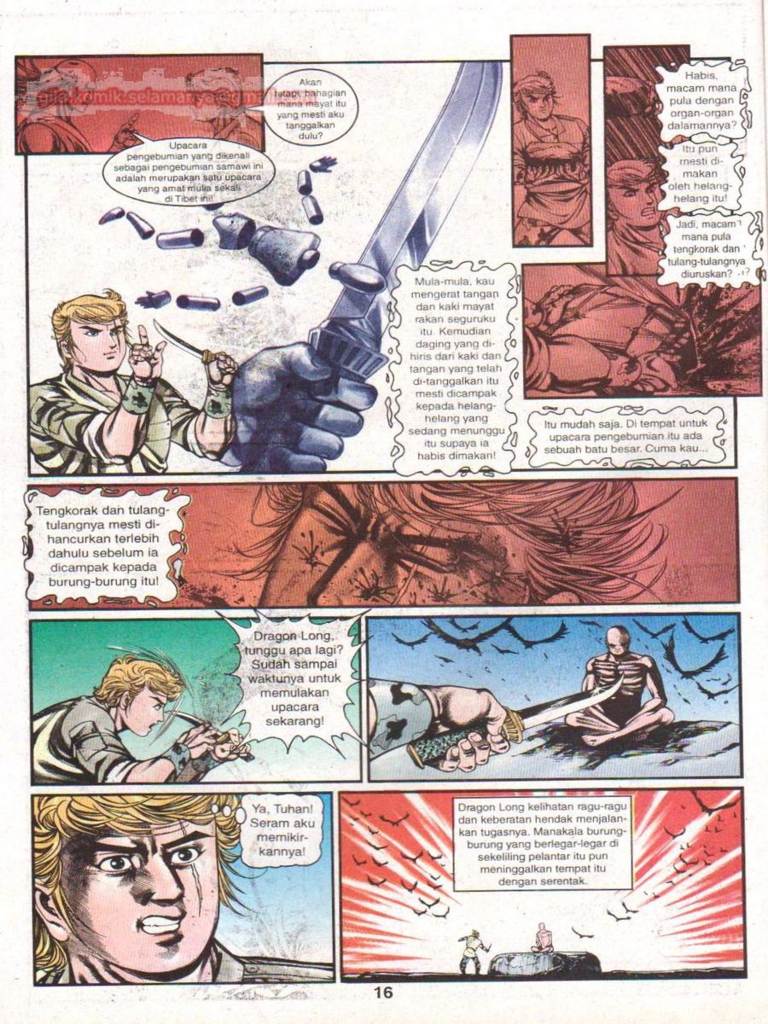 Akan
tetapi, bahagian
mana mayat itu
yang mesti aku
tanggalkan
dulu?
Upacara
pengebumian yang dikenali
sebagai pengebumian samawi ini
adalah merupakan satu upacara
yang amat mulia sekali
di Tibet ini!
Mula-mula, kau
mengerat tangan
dan kaki mayat
rakan seguruku
itu. Kemudian
daging yang di-
hiris dari kaki dan
tangan yang telah
di-tanggalkan itu
mesti dicampak
kepada helang-
helang yang
sedang menunggu
itu supaya ia
habis dimakan!
Habis,
macam mana
pula dengan
organ-organ
dalamannya?
Itu pun
mesti di-
makan
oleh helang-
helang itu!
Jadi, macam
mana pula
tengkorak dan
tulang-tulangnya
diuruskan? ?
Itu mudah saja. Di tempat untuk
upacara pengebumian itu ada
sebuah batu besar. Cuma kau...
Tengkorak dan tulang-
tulangnya mesti di-
hancurkan terlebih
dahulu sebelum ia
dicampak kepada
burung-burung itu!
Dragon Long,
tunggu apa lagi?
Sudah sampai
waktunya untuk
memulakan
upacara
sekarang!
Ya, Tuhan!
Seram aku
memikir-
kannya!
Dragon Long kelihatan ragu-ragu
dan keberatan hendak menjalan-
kan tugasnya. Manakala burung-
burung yang berlegar-legar di
sekeliling pelantar itu pun
meninggalkan tempat itu
dengan serentak.
16